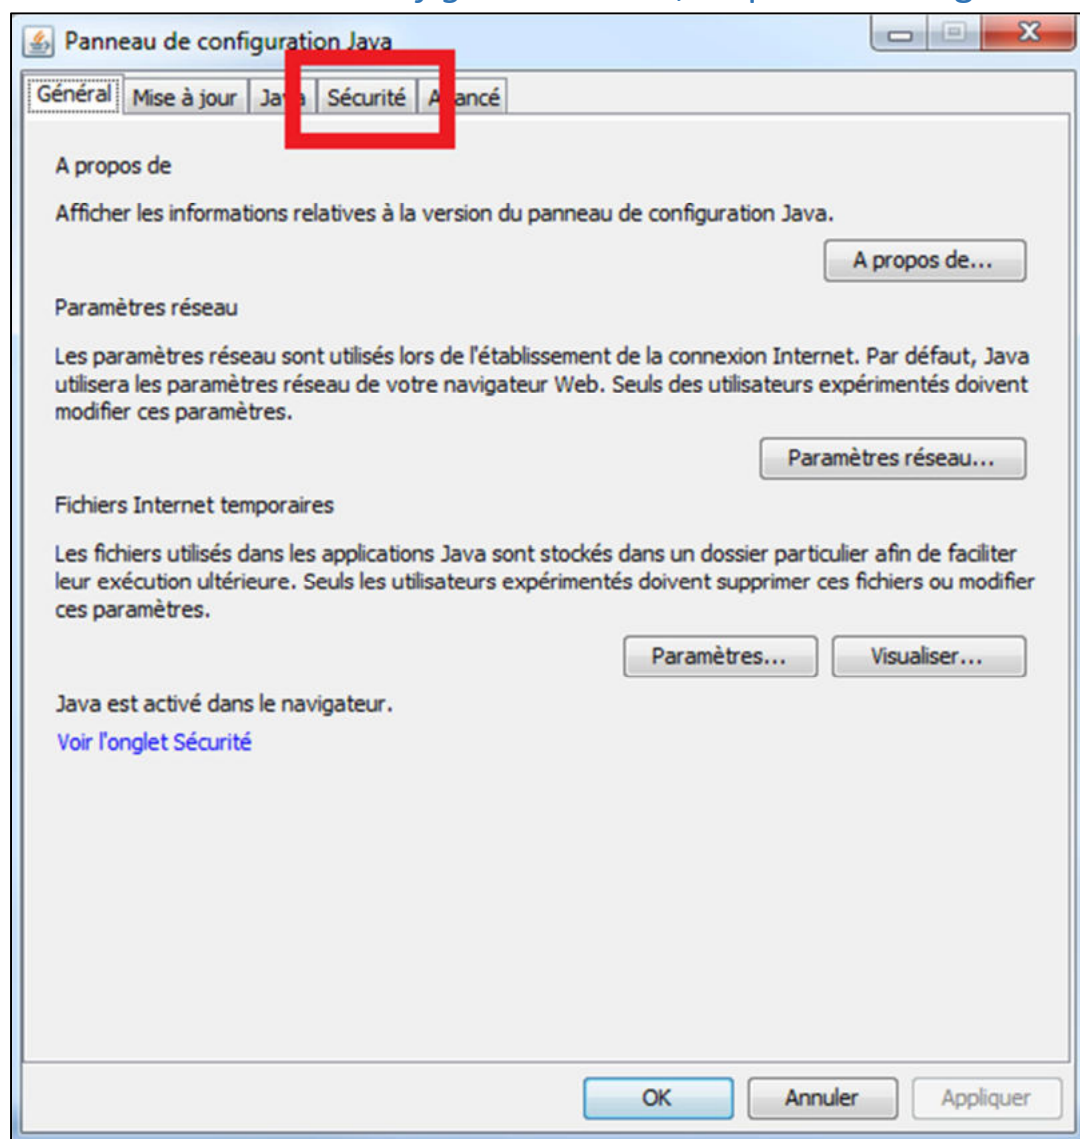 Panneau de configuration Java
Général Mise à jour Java Sécurité Avancé
A propos de
Afficher les informations relatives à la version du panneau de configuration Java.
A propos de...
Paramètres réseau
Les paramètres réseau sont utilisés lors de l'établissement de la connexion Internet. Par défaut, Java
utilisera les paramètres réseau de votre navigateur Web. Seuls des utilisateurs expérimentés doivent
modifier ces paramètres.
Paramètres réseau...
Fichiers Internet temporaires
Les fichiers utilisés dans les applications Java sont stockés dans un dossier particulier afin de faciliter
leur exécution ultérieure. Seuls les utilisateurs expérimentés doivent supprimer ces fichiers ou modifier
ces paramètres.
Paramètres... Visualiser...
Java est activé dans le navigateur.
Voir l'onglet Sécurité
OK Annuler Appliquer